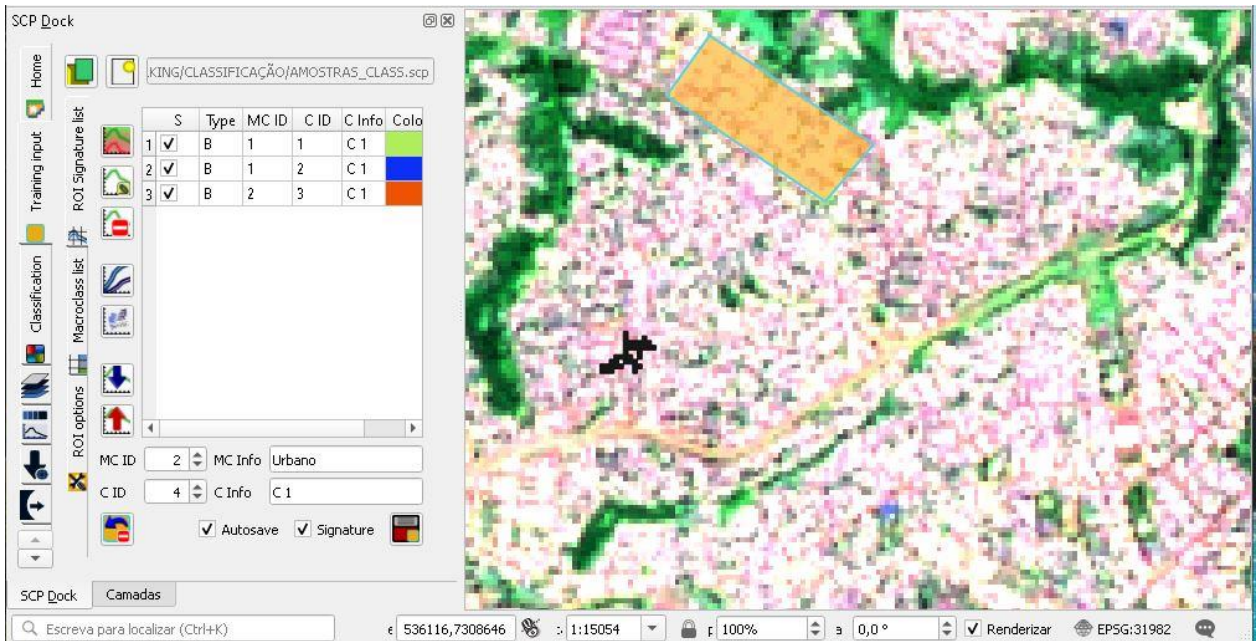 SCP Dock
Home
Training input
Classification
ROI Signature list
Macroclass list
ROI options
KING/CLASSIFICAÇÃO/AMOSTRAS_CLASS.scp
S Type MC ID C ID C Info Colo
1 B 1 1 C 1
2 B 1 2 C 1
3 B 2 3 C 1
MC ID 2 MC Info Urbano
C ID 4 C Info C 1
Autosave Signature
SCP Dock Camadas
Escreva para localizar (Ctrl+K) 536116,7308646 1:15054 100% 0,0 ° Renderizar EPSG:31982